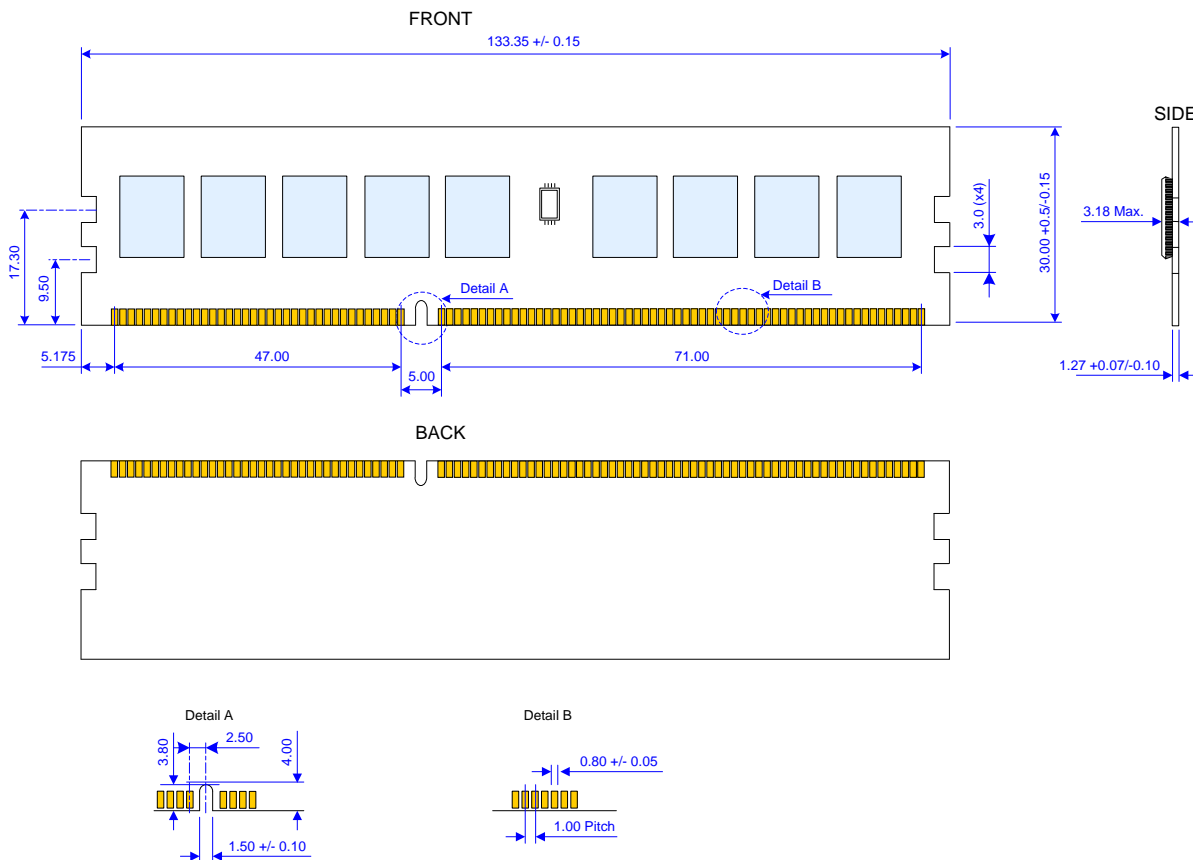 FRONT
133.35 +/- 0.15
SIDE
17.30
9.50
3.0 (x4)
30.00 +0.5/-0.15
3.18 Max.
Detail A
Detail B
5.175
47.00
71.00
5.00
1.27 +0.07/-0.10
BACK
Detail A
Detail B
3.80
2.50
4.00
0.80 +/- 0.05
1.00 Pitch
1.50 +/- 0.10